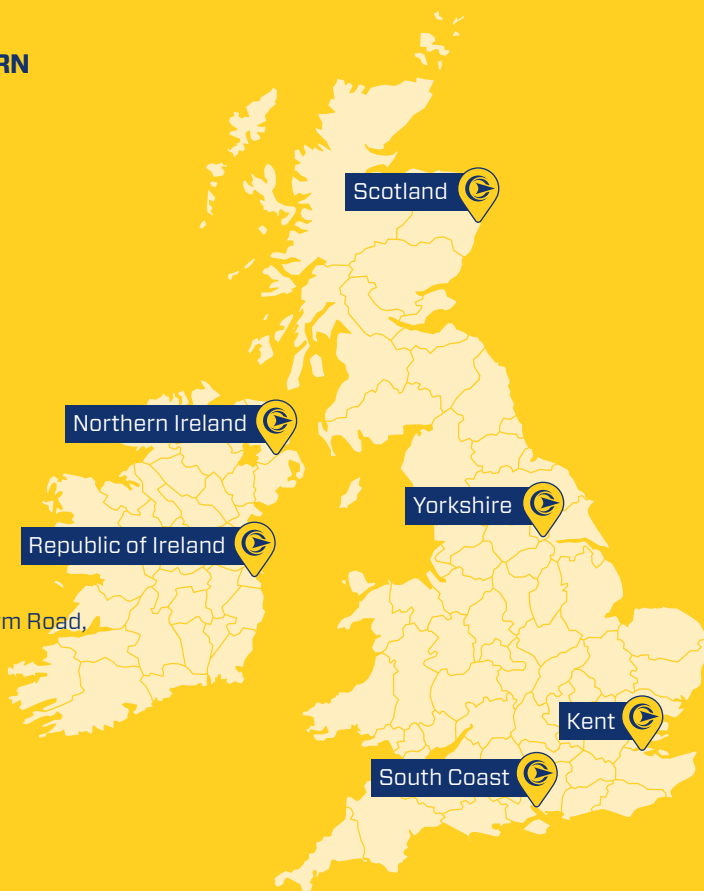 RN
Scotland
Northern Ireland
Yorkshire
Republic of Ireland
m Road,
Kent
South Coast